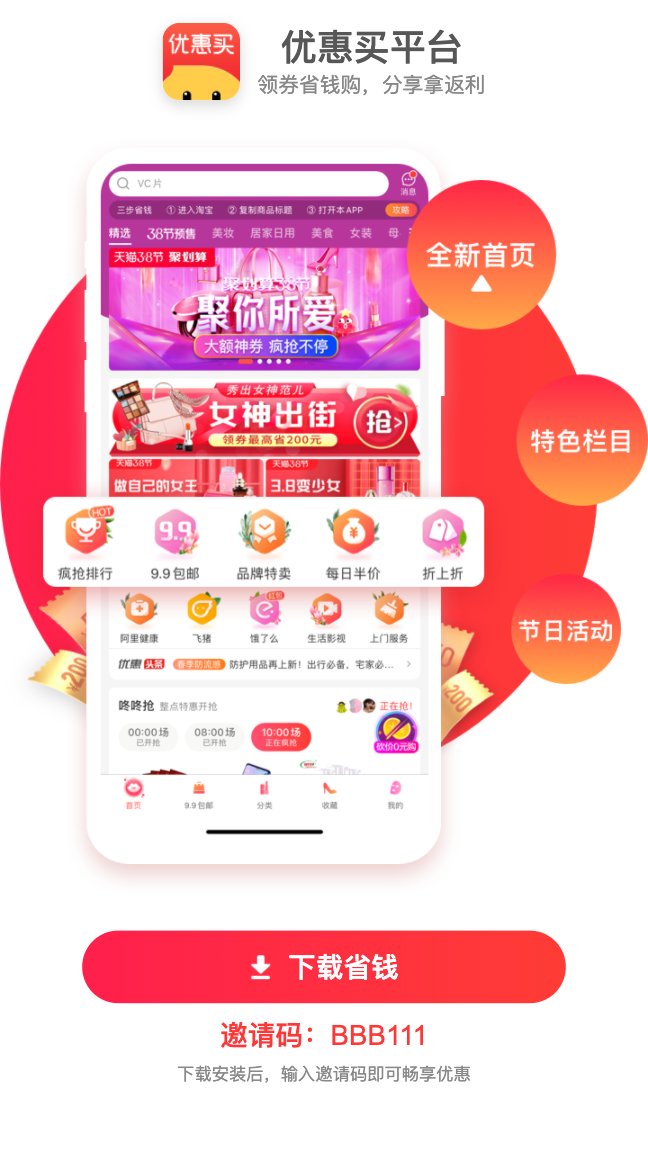 优惠买
优惠买平台
领券省钱购，分享拿返利
VC片
消息
三步省钱 ①进入淘宝 ②复制商品标题 ③打开本APP 攻略
精选 38节预售 美妆 居家日用 美食 女装 母
天猫38节 聚划算
聚划算38节
聚你所爱
大额神券 疯抢不停
全新首页
秀出女神范儿
女神出街
领券最高省200元
抢
特色栏目
天猫38节 天猫38节
做自己的女王 3.8变少女
HOT
9.9
疯抢排行 9.9包邮 品牌特卖 每日半价 折上折
红包
阿里健康 飞猪 饿了么 生活影视 上门服务
节日活动
优惠头条 春季防流感 防护用品再上新！出行必备，宅家必...
咚咚抢 整点特惠开抢 正在抢!
00:00场 08:00场 10:00场
已开抢 已开抢 正在疯抢
砍价0元购
首页 9.9包邮 分类 收藏 我的
200
200
下载省钱
邀请码：BBB111
下载安装后，输入邀请码即可畅享优惠